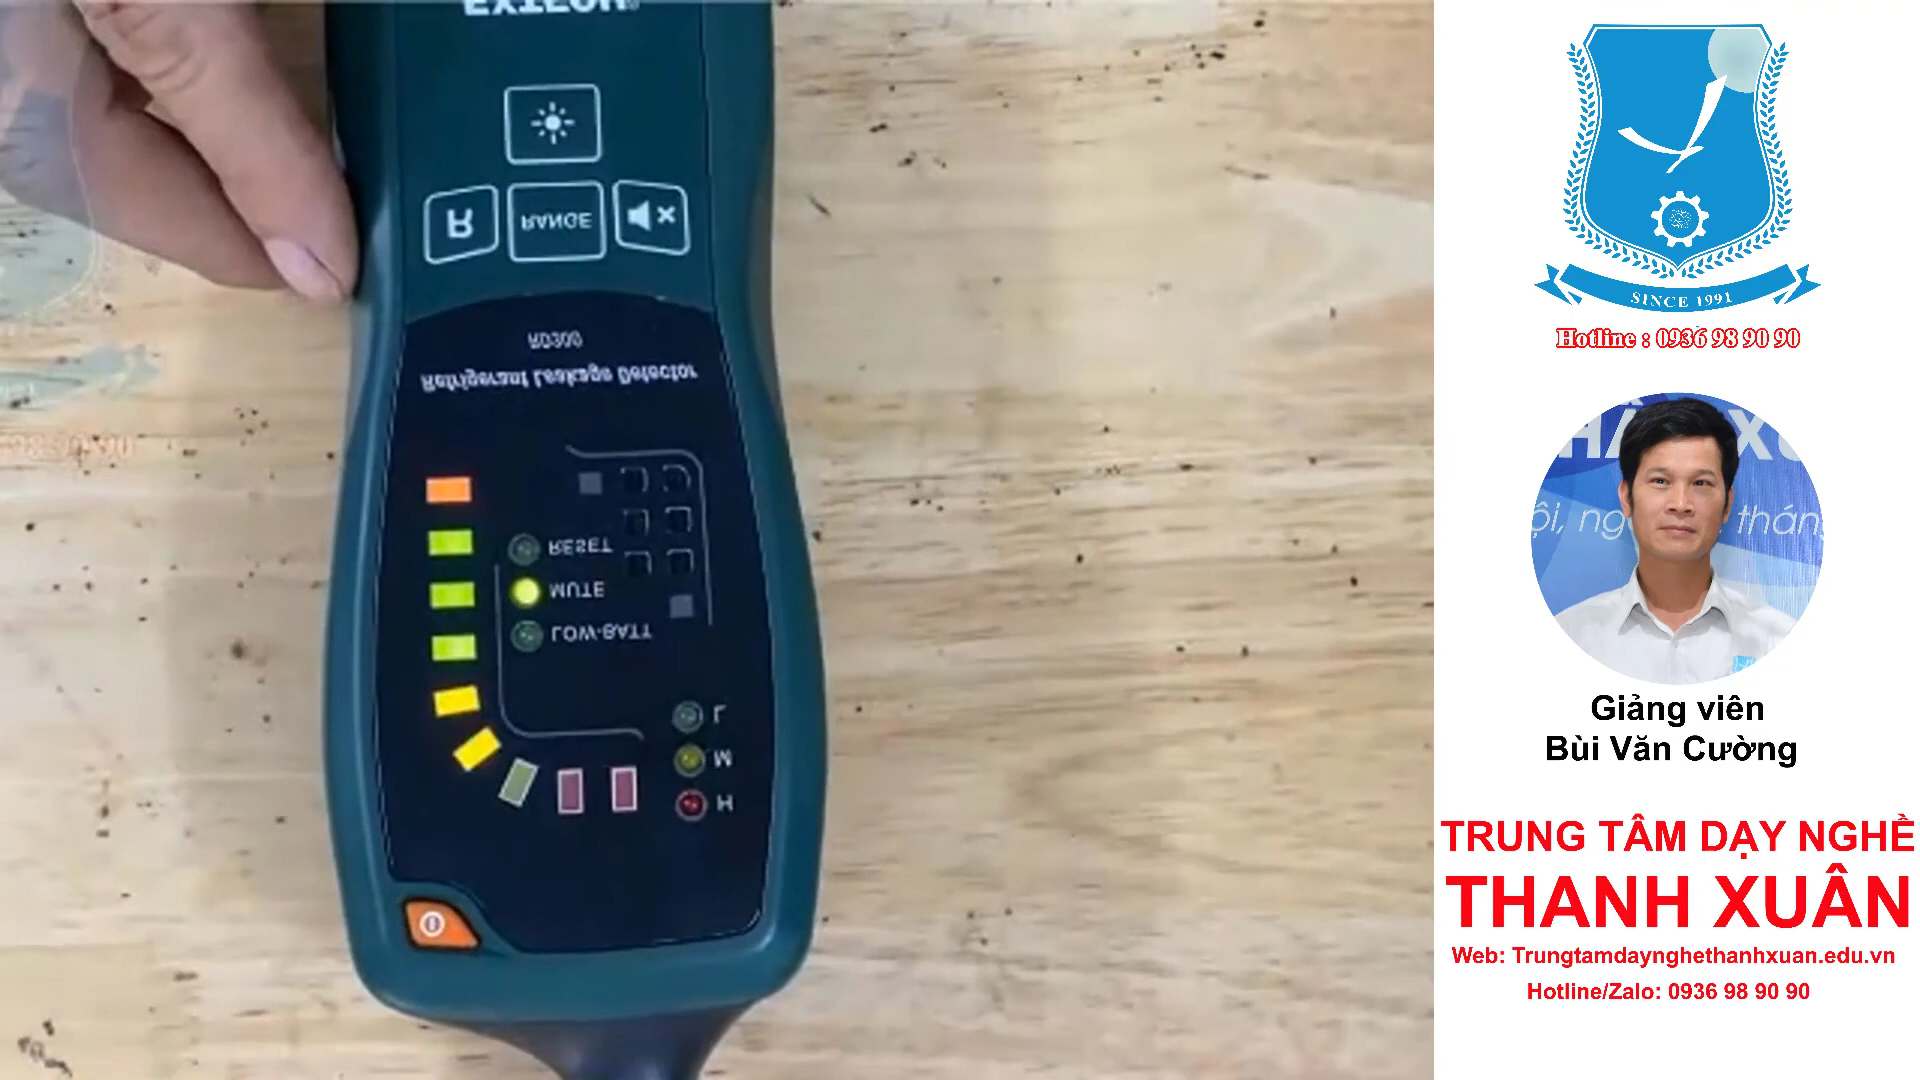 EXTECH
R
RANGE
RD300
Refrigerant Leakage Detector
RESET
MUTE
LOW-BATT
L
M
H
SINCE 1991
Hotline : 0936 98 90 90
Giảng viên
Bùi Văn Cường
TRUNG TÂM DẠY NGHỀ
THANH XUÂN
Web: Trungtamdaynghethanhxuan.edu.vn
Hotline/Zalo: 0936 98 90 90